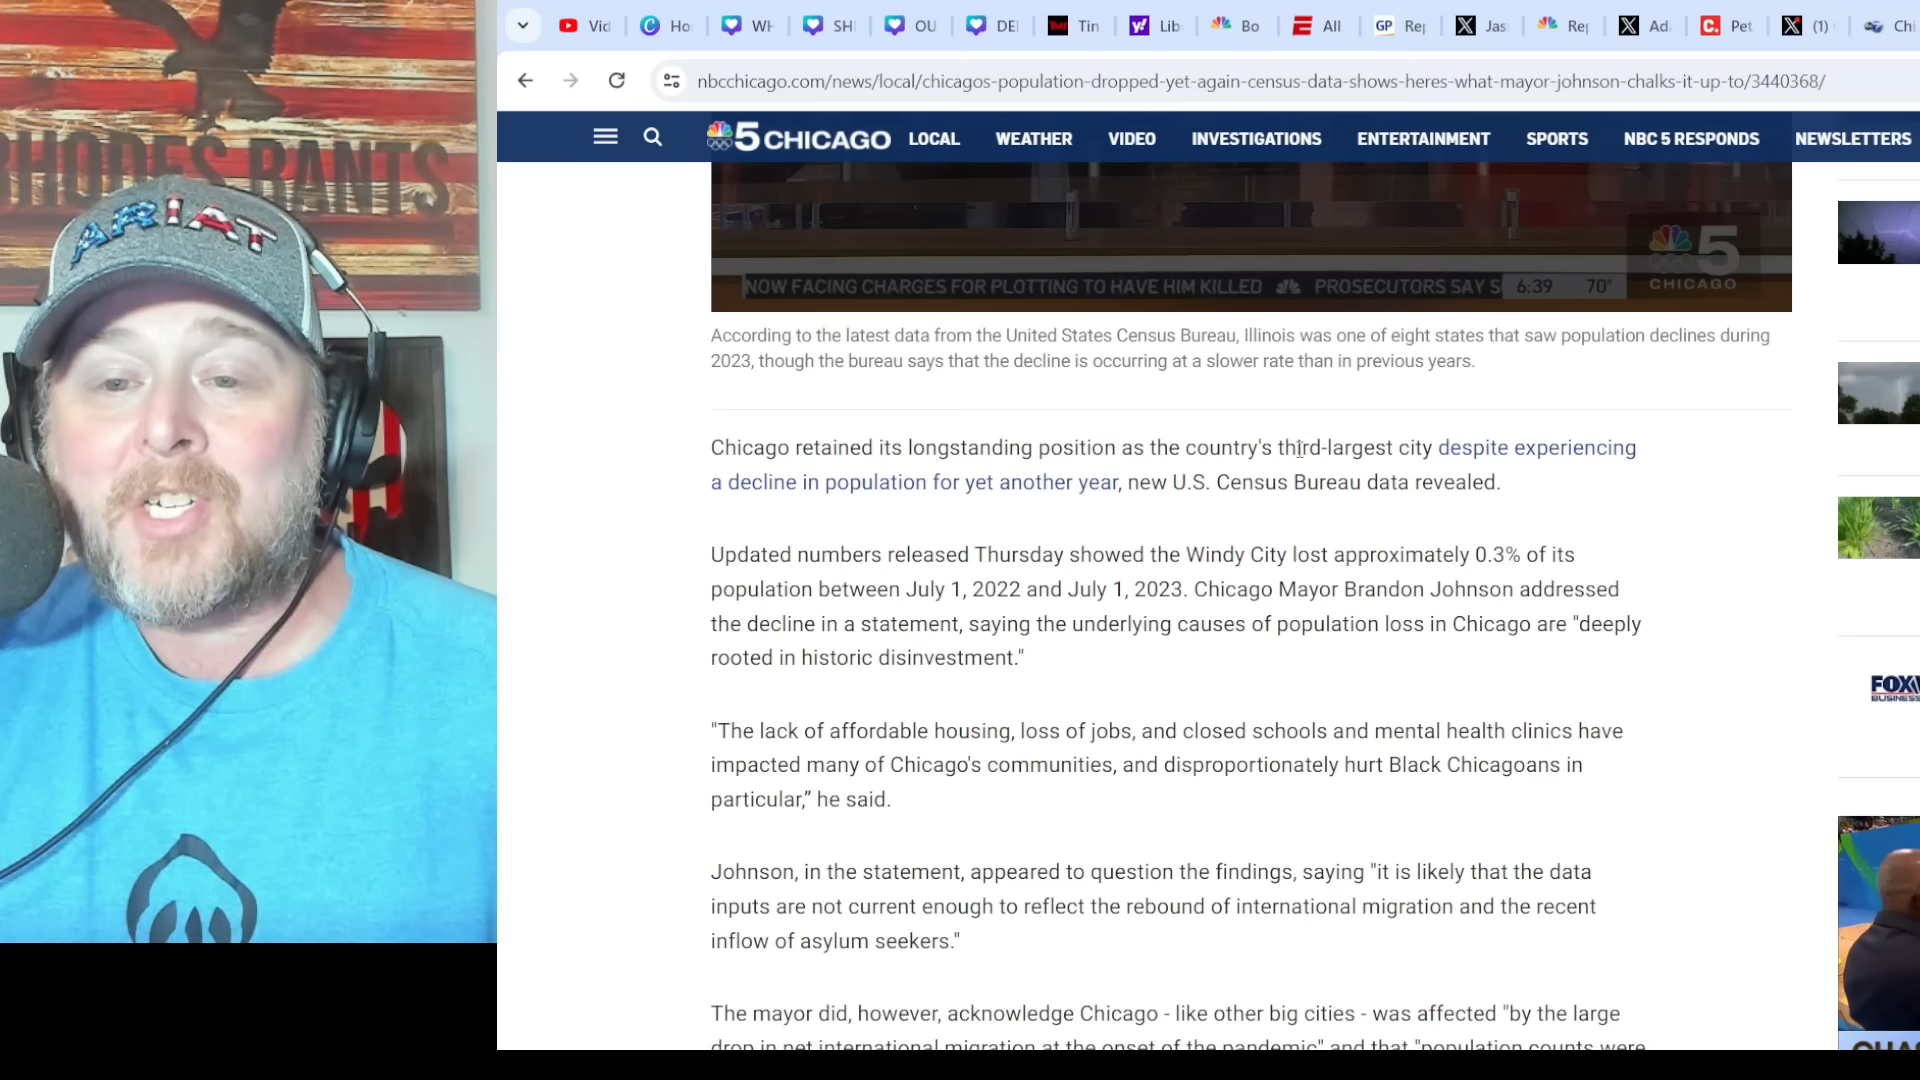 RHODES RANTS
ARIAT
Vid
Ho
WH
SH
OU
DE
Tin
Lib
Bo
All
GP
Re
Jas
Re
Ad
Pet
(1)
Chi
nbcchicago.com/news/local/chicagos-population-dropped-yet-again-census-data-shows-heres-what-mayor-johnson-chalks-it-up-to/3440368/
5 CHICAGO LOCAL WEATHER VIDEO INVESTIGATIONS ENTERTAINMENT SPORTS NBC 5 RESPONDS NEWSLETTERS
5
CHICAGO
NOW FACING CHARGES FOR PLOTTING TO HAVE HIM KILLED PROSECUTORS SAY S 6:39 70°
According to the latest data from the United States Census Bureau, Illinois was one of eight states that saw population declines during
2023, though the bureau says that the decline is occurring at a slower rate than in previous years.
Chicago retained its longstanding position as the country's third-largest city despite experiencing
a decline in population for yet another year, new U.S. Census Bureau data revealed.
Updated numbers released Thursday showed the Windy City lost approximately 0.3% of its
population between July 1, 2022 and July 1, 2023. Chicago Mayor Brandon Johnson addressed
the decline in a statement, saying the underlying causes of population loss in Chicago are "deeply
rooted in historic disinvestment."
"The lack of affordable housing, loss of jobs, and closed schools and mental health clinics have
impacted many of Chicago's communities, and disproportionately hurt Black Chicagoans in
particular,” he said.
Johnson, in the statement, appeared to question the findings, saying "it is likely that the data
inputs are not current enough to reflect the rebound of international migration and the recent
inflow of asylum seekers."
The mayor did, however, acknowledge Chicago - like other big cities - was affected "by the large
drop in net international migration at the onset of the pandemic" and that "population counts were
FOX
BUSINESS